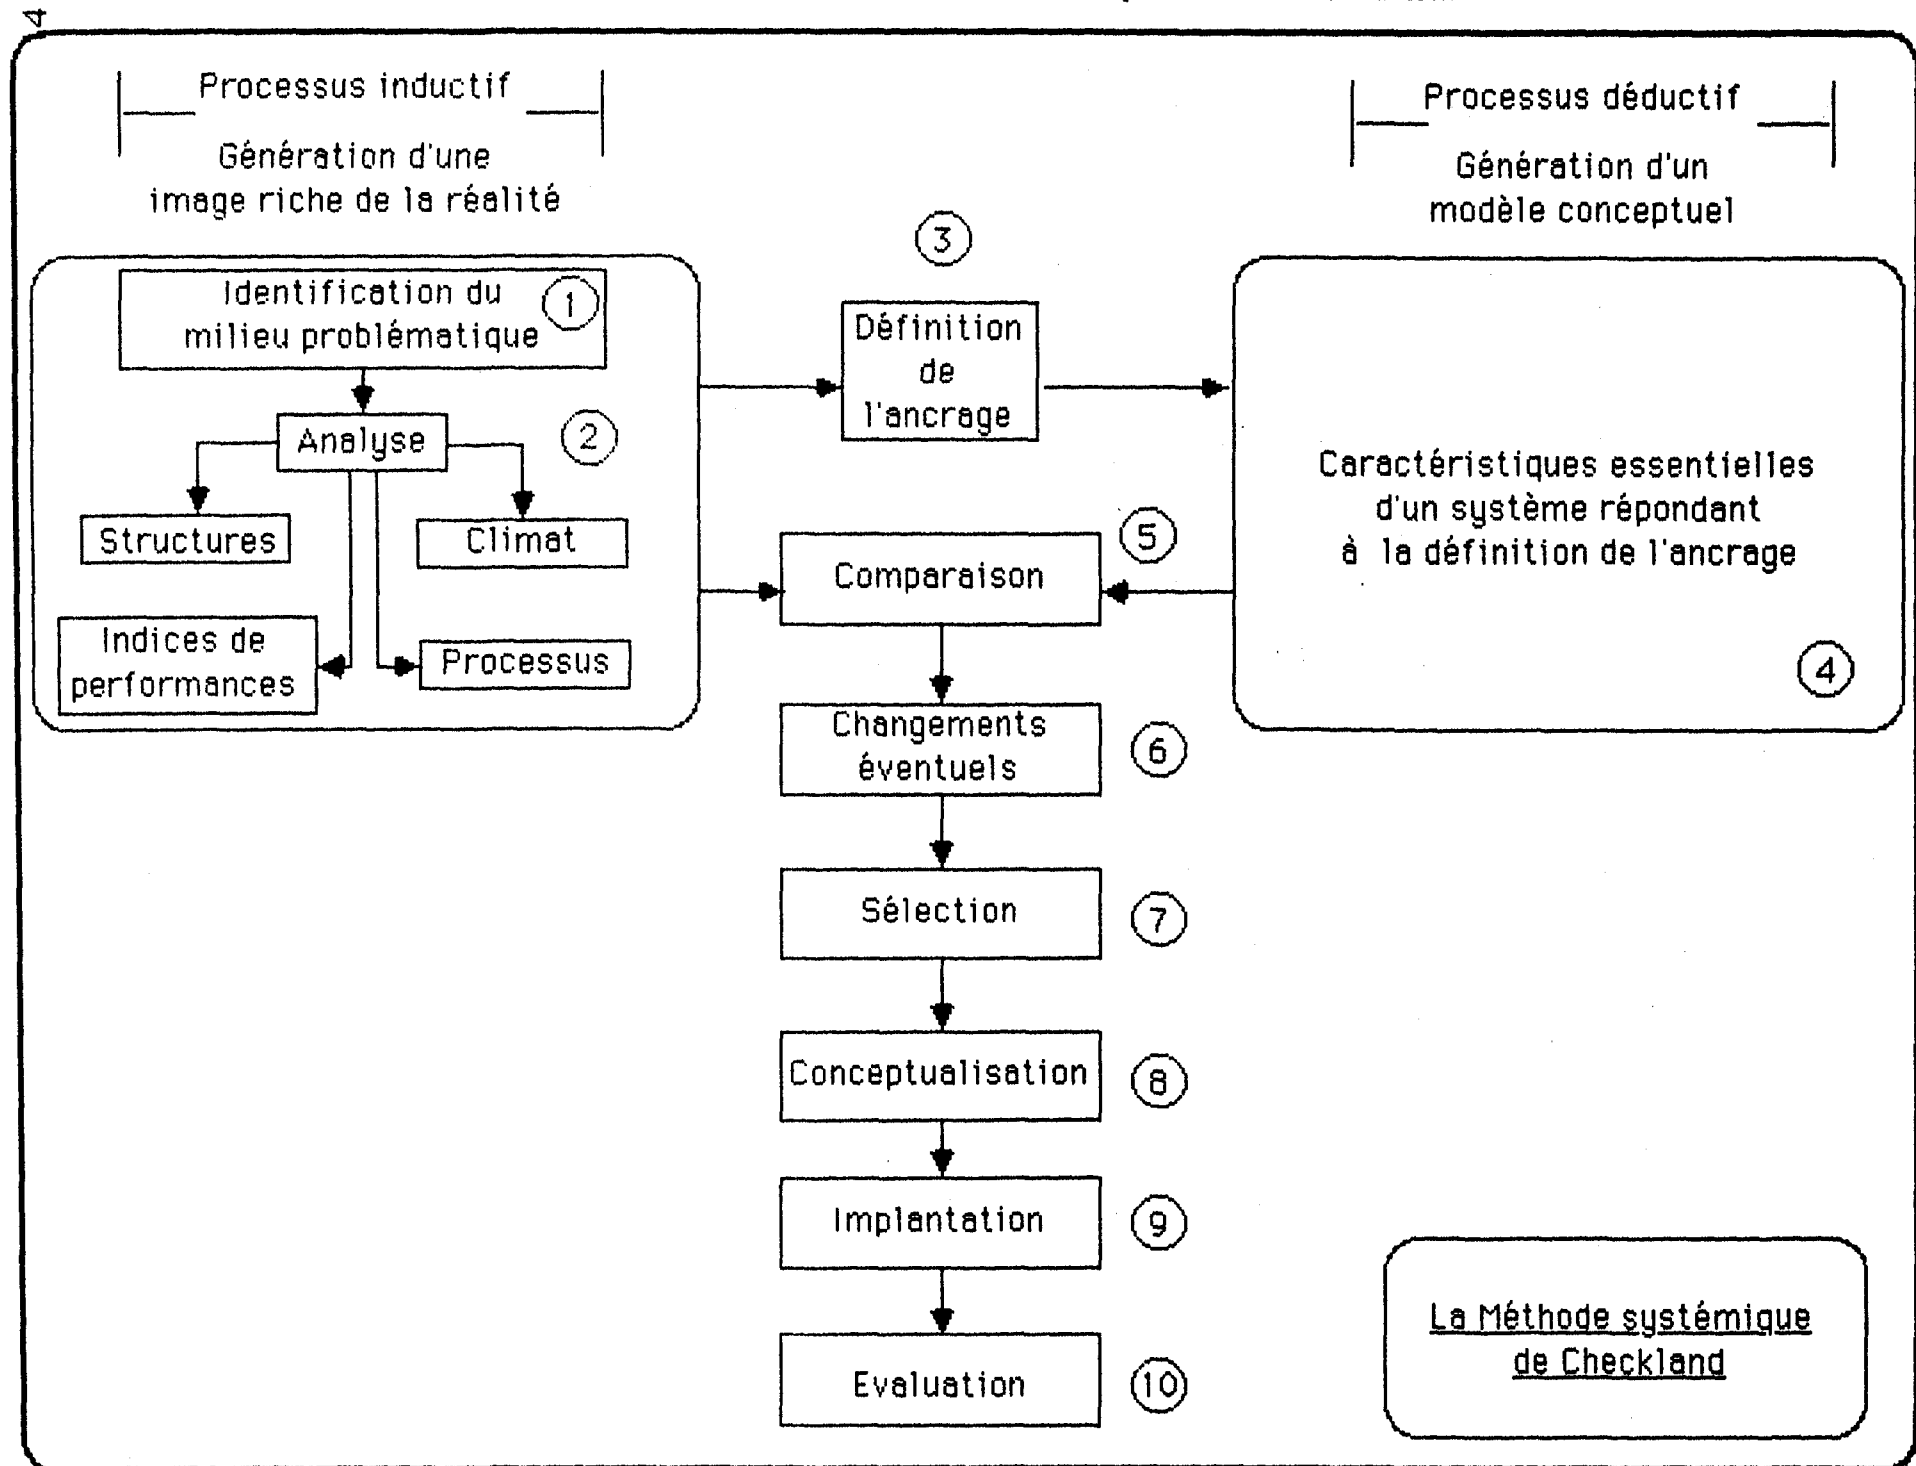 4
Processus inductif
Génération d'une
image riche de la réalité
Processus déductif
Génération d'un
modèle conceptuel
Identification du
milieu problématique
1
Analyse
2
Structures
Climat
Indices de
performances
Processus
3
Définition
de
l'ancrage
Caractéristiques essentielles
d'un système répondant
à la définition de l'ancrage
4
5
Comparaison
Changements
éventuels
6
Sélection
7
Conceptualisation
8
Implantation
9
Evaluation
10
La Méthode systémique
de Checkland